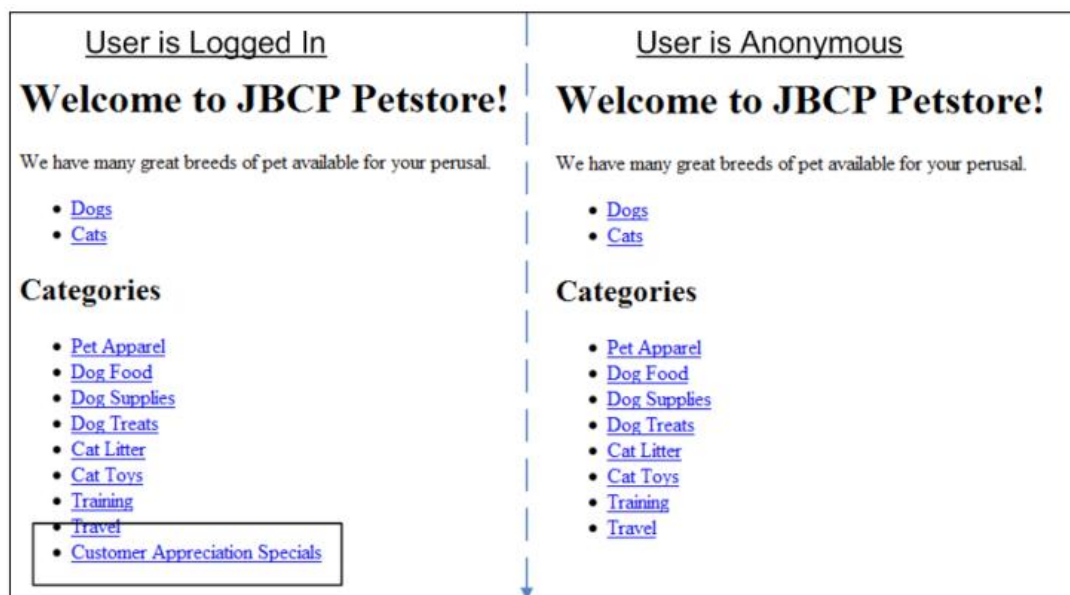 User is Logged In
Welcome to JBCP Petstore!
We have many great breeds of pet available for your perusal.
Dogs
Cats
Categories
Pet Apparel
Dog Food
Dog Supplies
Dog Treats
Cat Litter
Cat Toys
Training
Travel
Customer Appreciation Specials
User is Anonymous
Welcome to JBCP Petstore!
We have many great breeds of pet available for your perusal.
Dogs
Cats
Categories
Pet Apparel
Dog Food
Dog Supplies
Dog Treats
Cat Litter
Cat Toys
Training
Travel